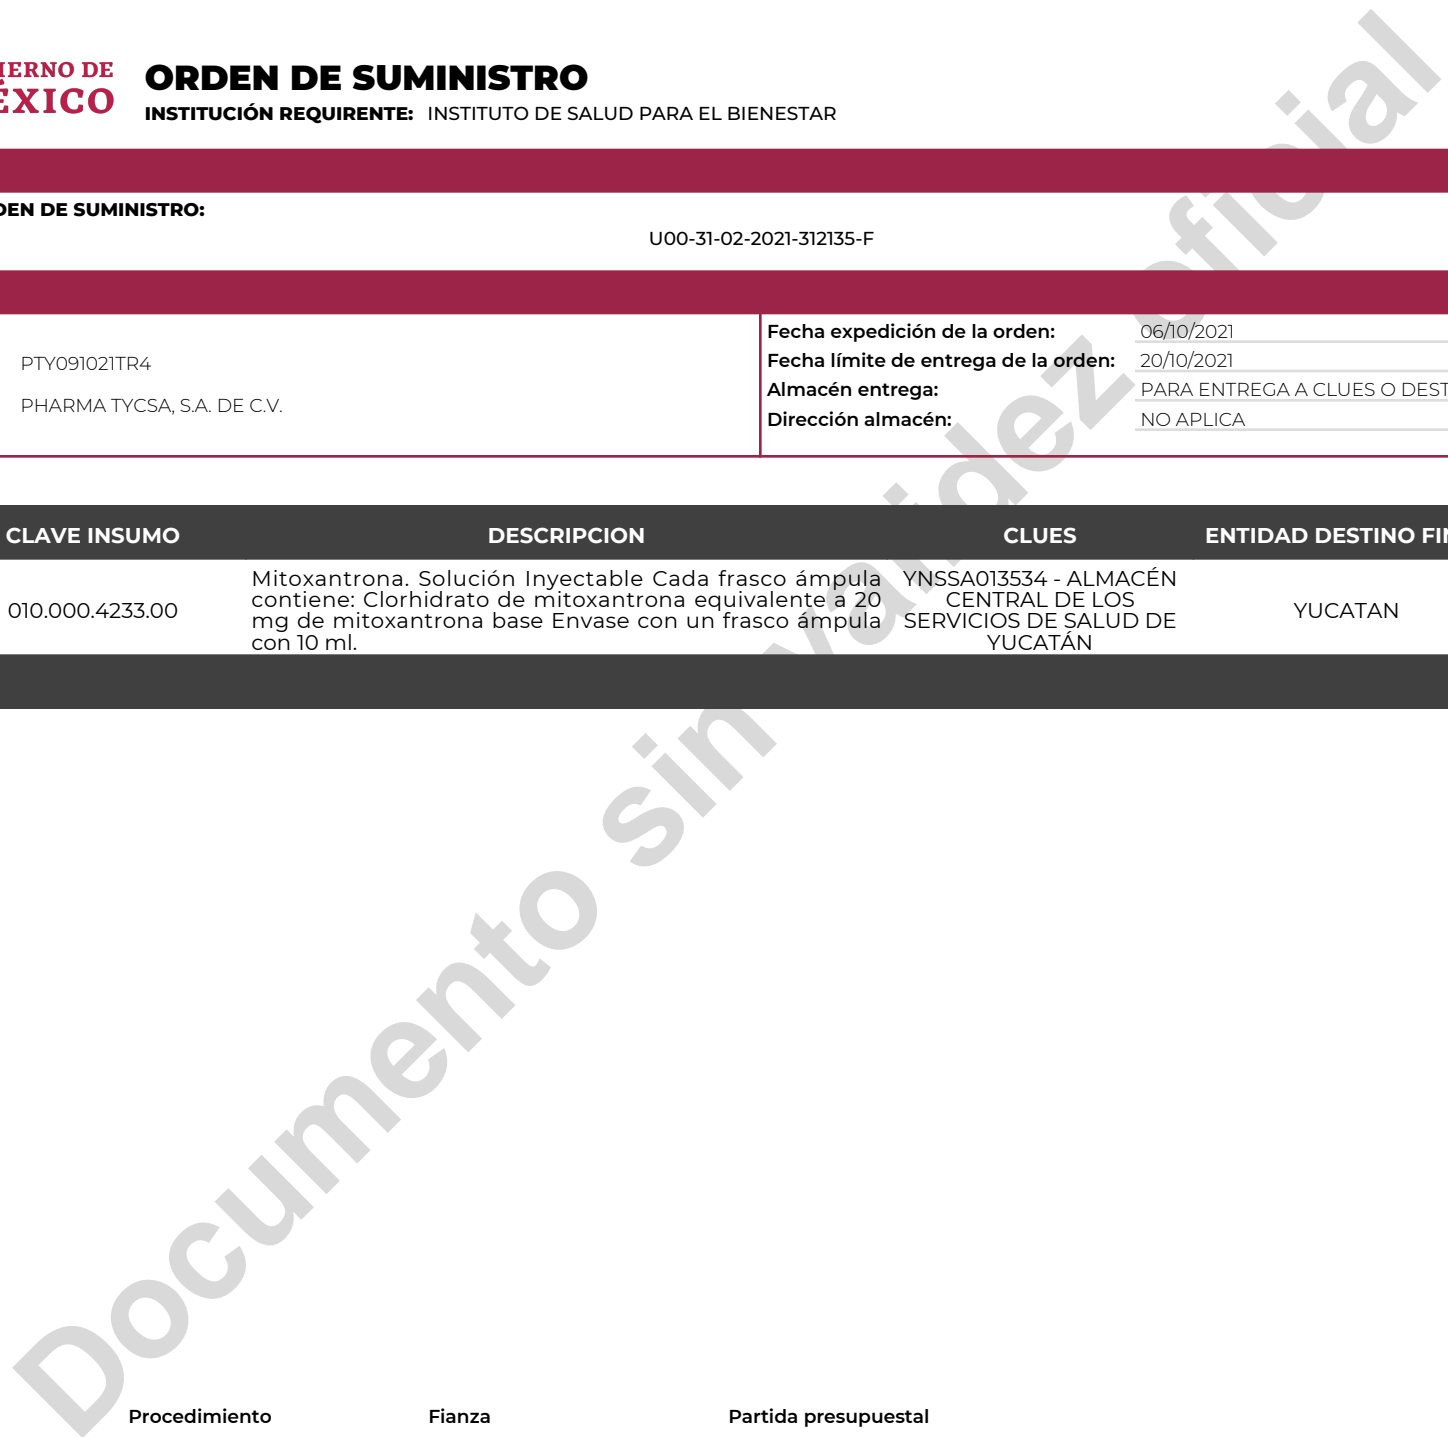 IERNO DE
ÉXICO
ORDEN DE SUMINISTRO
INSTITUCIÓN REQUIRENTE: INSTITUTO DE SALUD PARA EL BIENESTAR
DEN DE SUMINISTRO:
U00-31-02-2021-312135-F
PTY091021TR4
PHARMA TYCSA, S.A. DE C.V.
Fecha expedición de la orden: 06/10/2021
Fecha límite de entrega de la orden: 20/10/2021
Almacén entrega: PARA ENTREGA A CLUES O DEST
Dirección almacén: NO APLICA
CLAVE INSUMO DESCRIPCION CLUES ENTIDAD DESTINO FIN
010.000.4233.00
Mitoxantrona. Solución Inyectable Cada frasco ámpula
contiene: Clorhidrato de mitoxantrona equivalente a 20
mg de mitoxantrona base Envase con un frasco ámpula
con 10 ml.
YNSSA013534 - ALMACÉN
CENTRAL DE LOS
SERVICIOS DE SALUD DE
YUCATÁN
YUCATAN
Documento sin validez oficial
Procedimiento Fianza Partida presupuestal